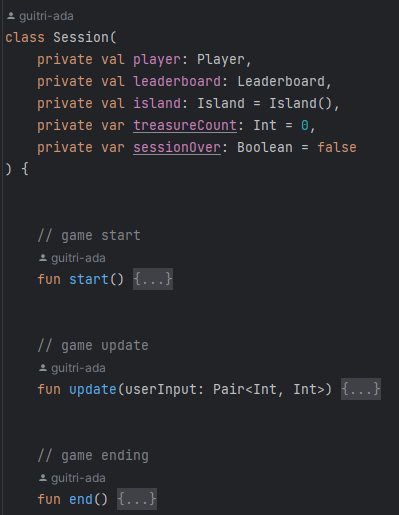 guitri-ada
class Session(
    private val player: Player,
    private val leaderboard: Leaderboard,
    private val island: Island = Island(),
    private var treasureCount: Int = 0,
    private var sessionOver: Boolean = false
) {
    // game start
    guitri-ada
    fun start() {...}
    // game update
    guitri-ada
    fun update(userInput: Pair<Int, Int>) {...}
    // game ending
    guitri-ada
    fun end() {...}